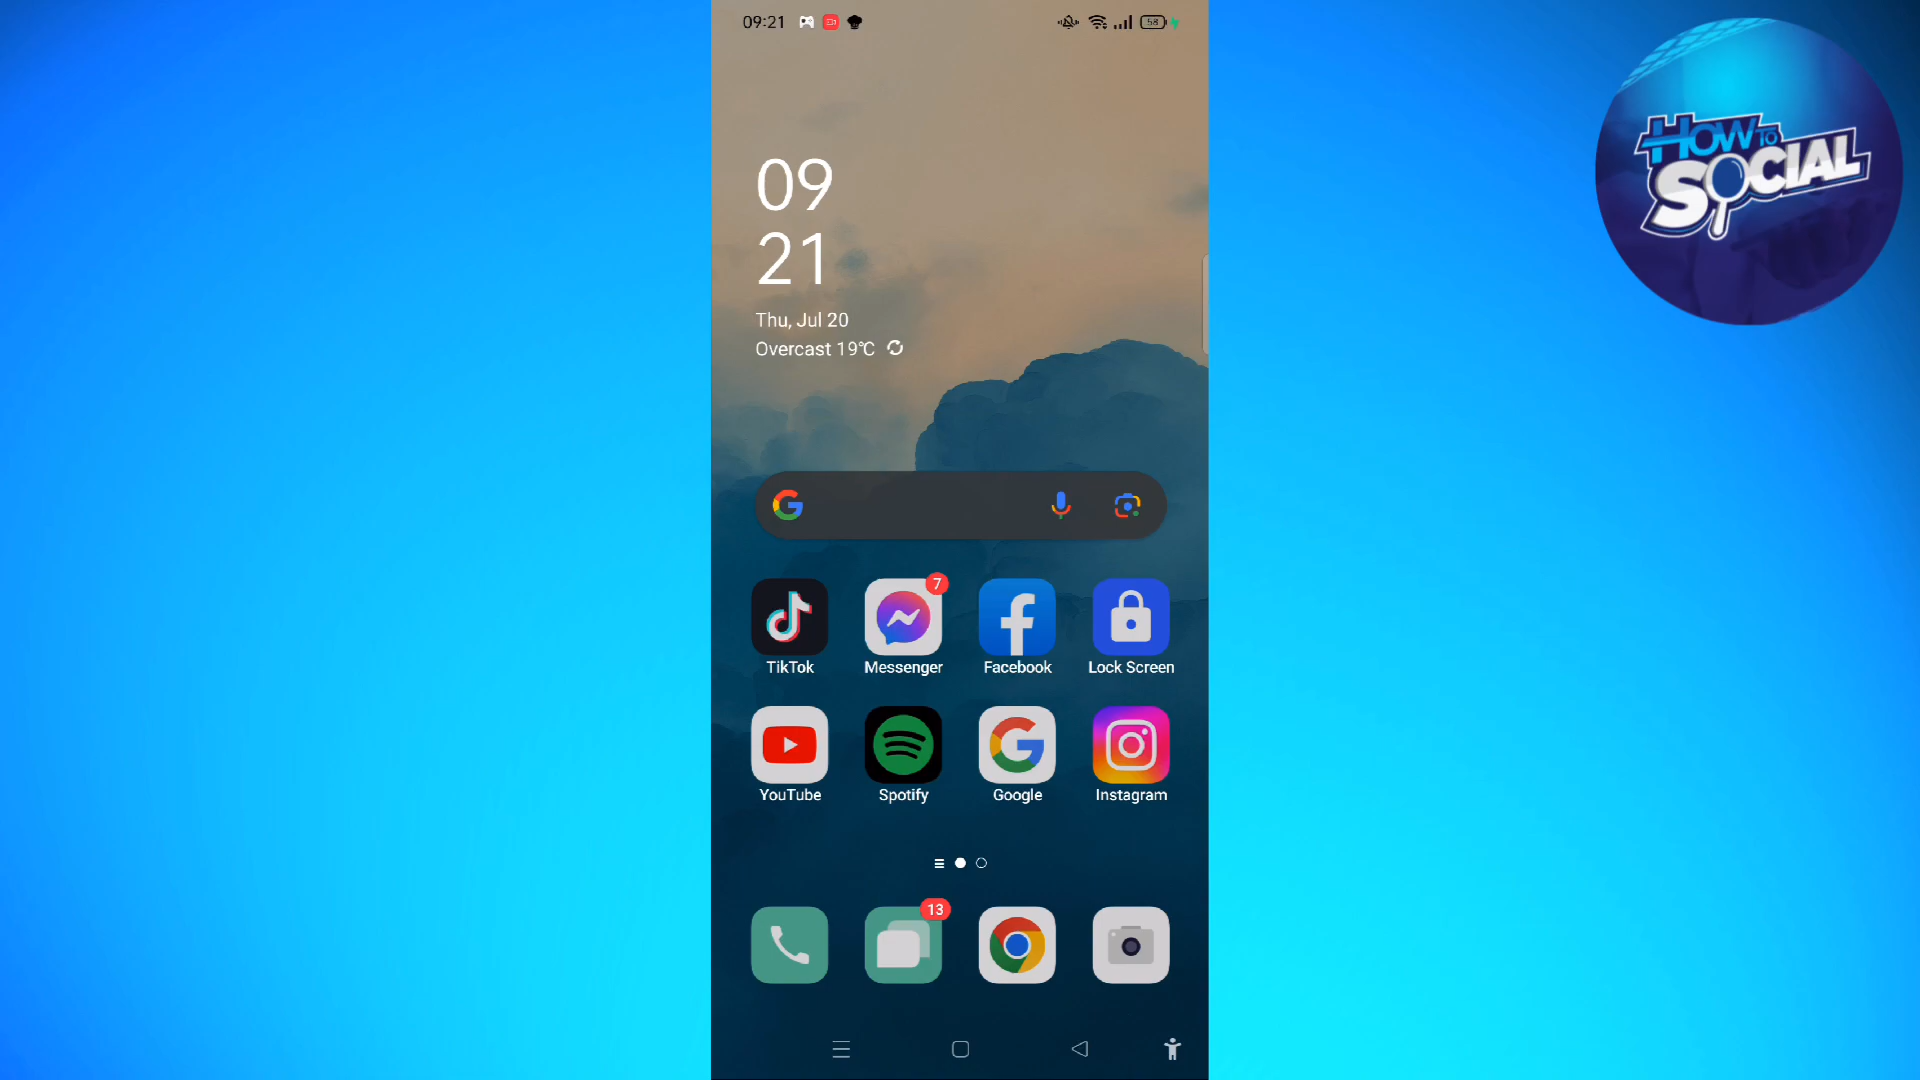 09:21
58
HOW TO
SOCIAL
09
21
Thu, Jul 20
Overcast 19℃
7
TikTok
Messenger
Facebook
Lock Screen
YouTube
Spotify
Google
Instagram
13